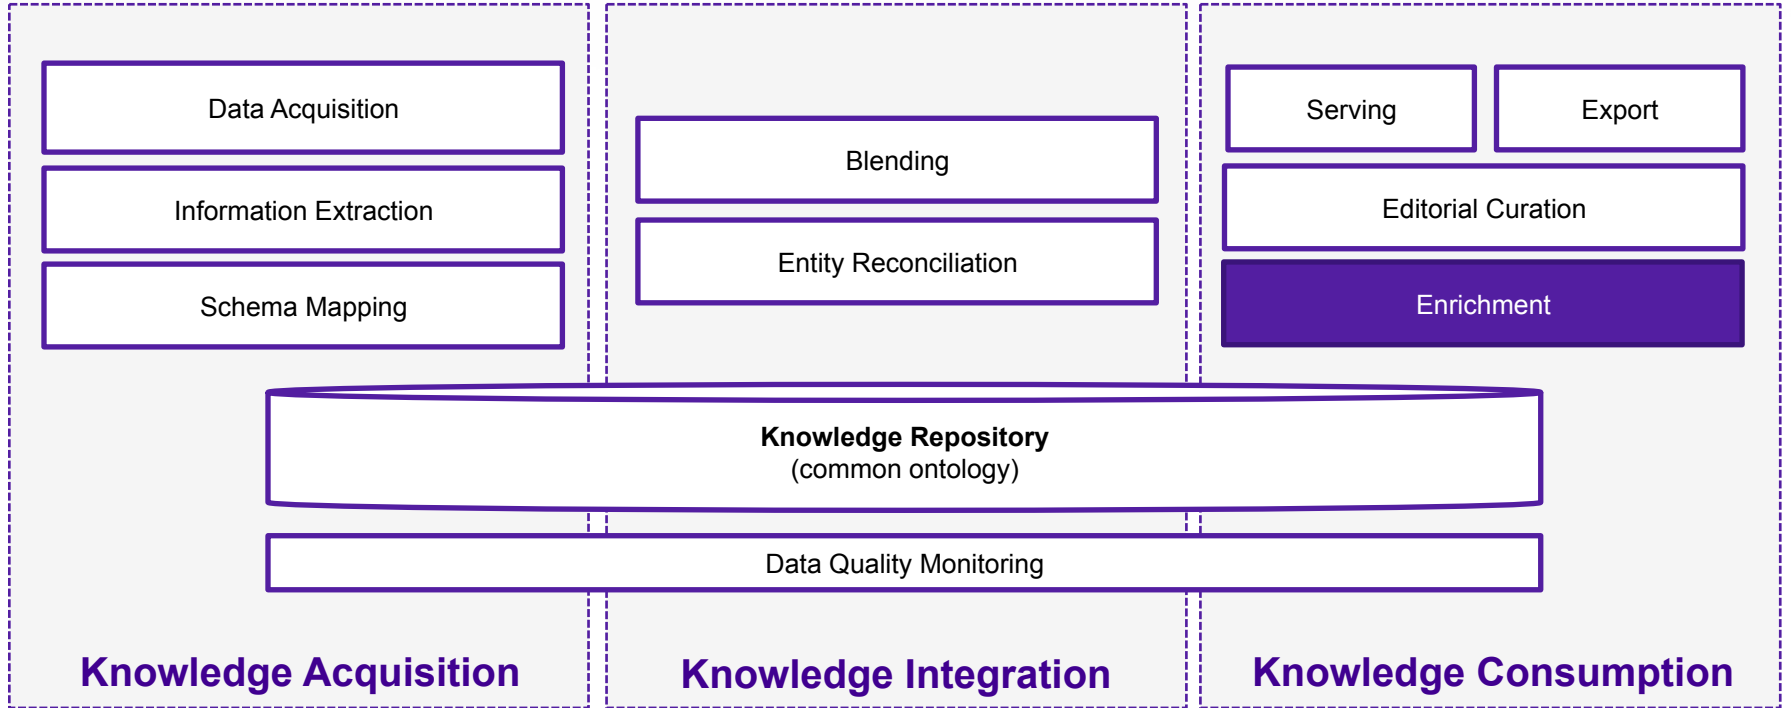 Data Acquisition
Information Extraction
Schema Mapping
Blending
Entity Reconciliation
Serving
Export
Editorial Curation
Enrichment
Knowledge Repository
(common ontology)
Data Quality Monitoring
Knowledge Acquisition
Knowledge Integration
Knowledge Consumption